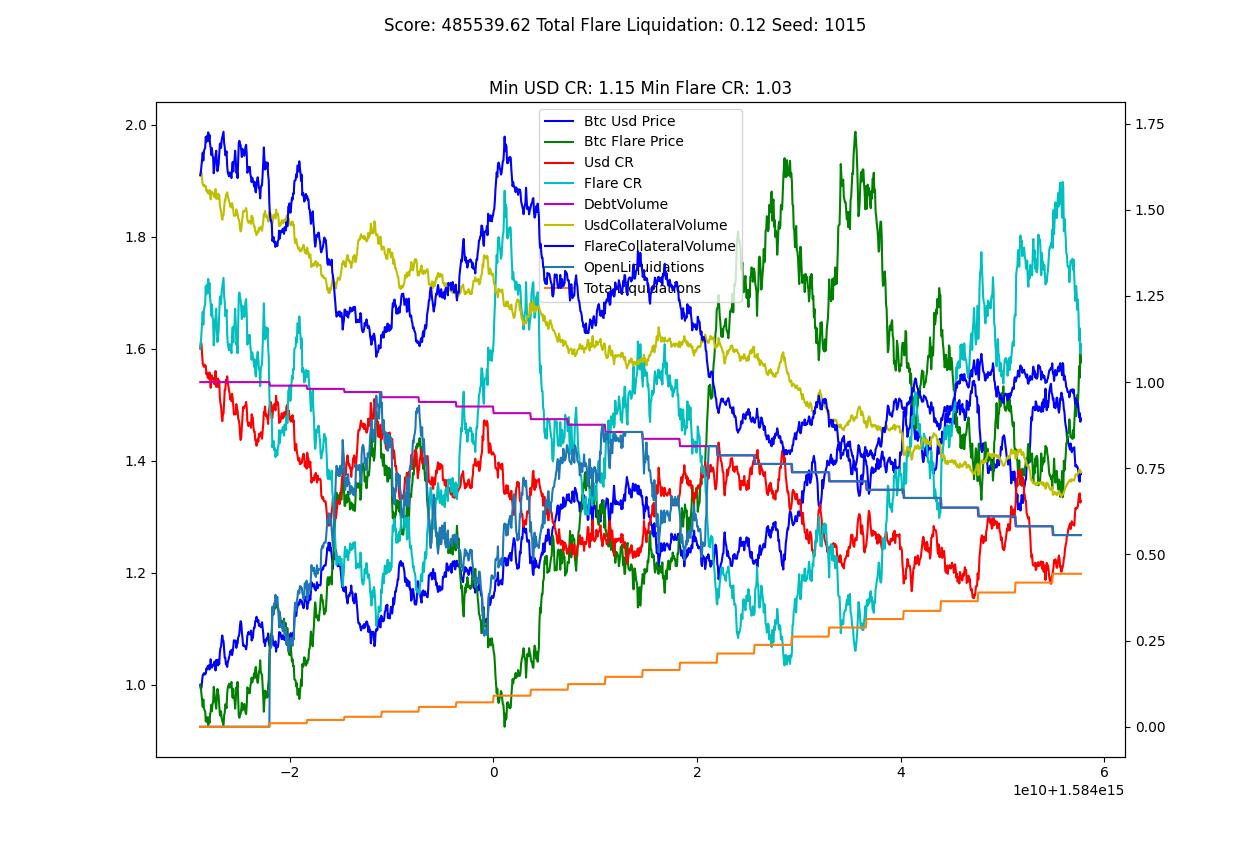 Score: 485539.62 Total Flare Liquidation: 0.12 Seed: 1015
Min USD CR: 1.15 Min Flare CR: 1.03
Btc Usd Price
Btc Flare Price
Usd CR
Flare CR
DebtVolume
UsdCollateralVolume
FlareCollateralVolume
OpenLiquidations
TotalLiquidations
2.0
1.8
1.6
1.4
1.2
1.0
1.75
1.50
1.25
1.00
0.75
0.50
0.25
0.00
−2 0 2 4 6
1e10+1.584e15